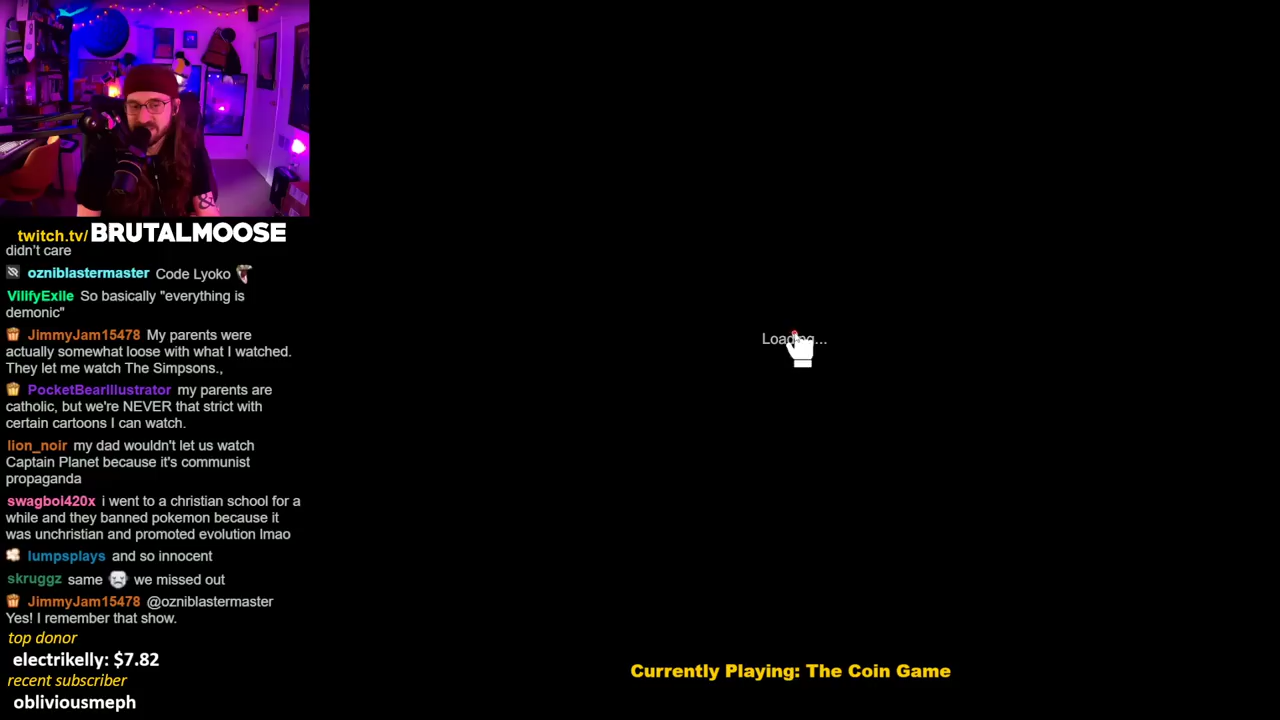 twitch.tv/BRUTALMOOSE
didn't care
ozniblastermaster Code Lyoko
VilifyExile So basically "everything is
demonic"
JimmyJam15478 My parents were
actually somewhat loose with what I watched.
They let me watch The Simpsons.,
PocketBearIllustrator my parents are
catholic, but we're NEVER that strict with
certain cartoons I can watch.
lion_noir my dad wouldn't let us watch
Captain Planet because it's communist
propaganda
swagboi420x i went to a christian school for a
while and they banned pokemon because it
was unchristian and promoted evolution lmao
lumpsplays and so innocent
skruggz same we missed out
JimmyJam15478 @ozniblastermaster
Yes! I remember that show.
top donor
electrikelly: $7.82
recent subscriber
obliviousmeph
Loading...
Currently Playing: The Coin Game